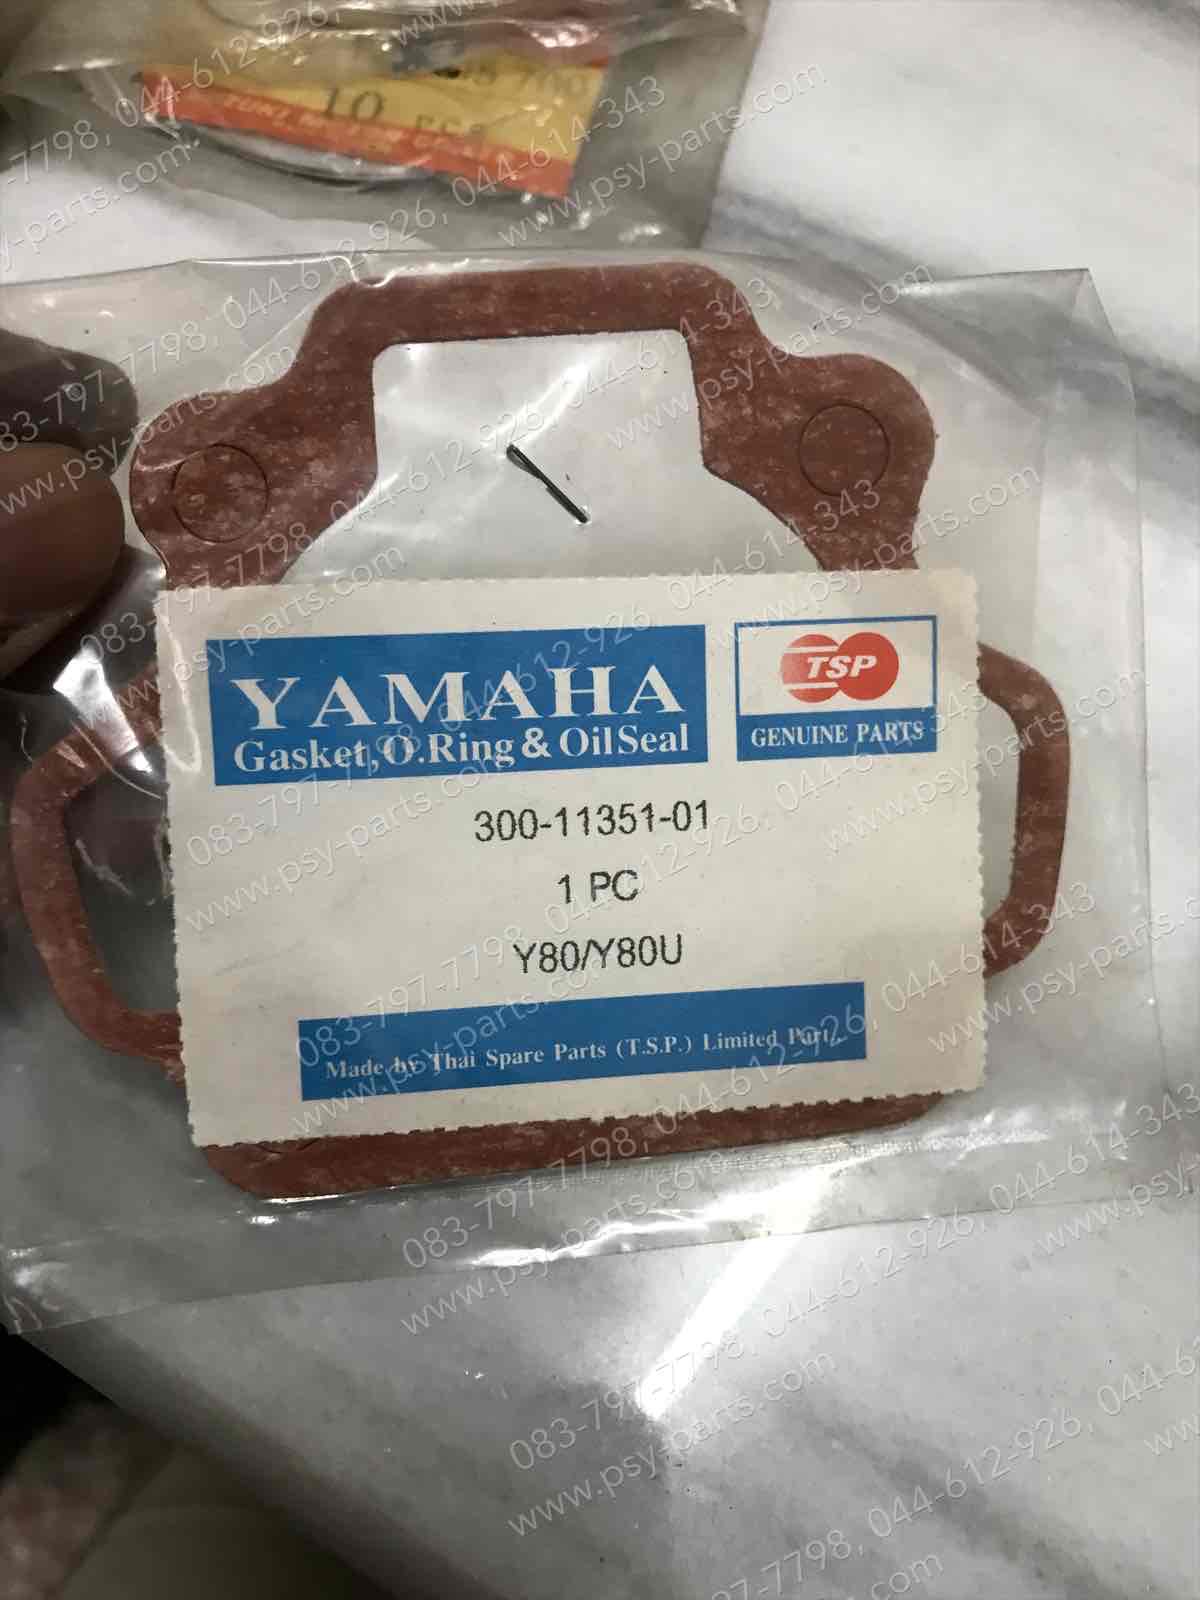 10
YAMAHA
Gasket, O.Ring & Oil Seal
TSP
GENUINE PARTS
300-11351-01
1 PC
Y80/Y80U
Made by Thai Spare Parts (T.S.P.) Limited Part.
083-797-7798, 044-612-926, 044-614-343
www.psy-parts.com